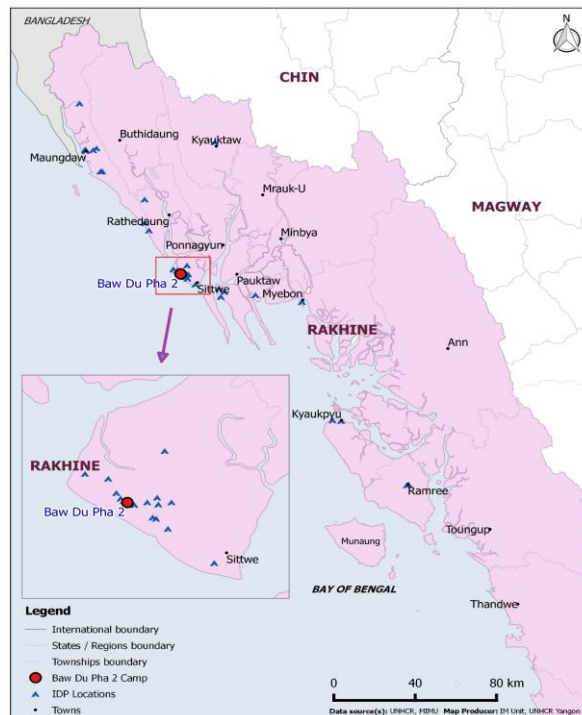 BANGLADESH
N
CHIN
Buthidaung
Kyauktaw
Maungdaw
Mrauk-U
MAGWAY
Rathedaung
Minbya
Ponnagyun
Baw Du Pha 2
Pauktaw
Sittwe
Myebon
RAKHINE
Ann
Kyaukpyu
RAKHINE
Ramree
Baw Du Pha 2
Toungup
Munaung
Sittwe
BAY OF BENGAL
Thandwe
Legend
International boundary
States / Regions boundary
Townships boundary
Baw Du Pha 2 Camp
IDP Locations
Towns
0 40 80 km
Data source(s): UNHCR, MIMU Map Producer: IM Unit, UNHCR Yangon